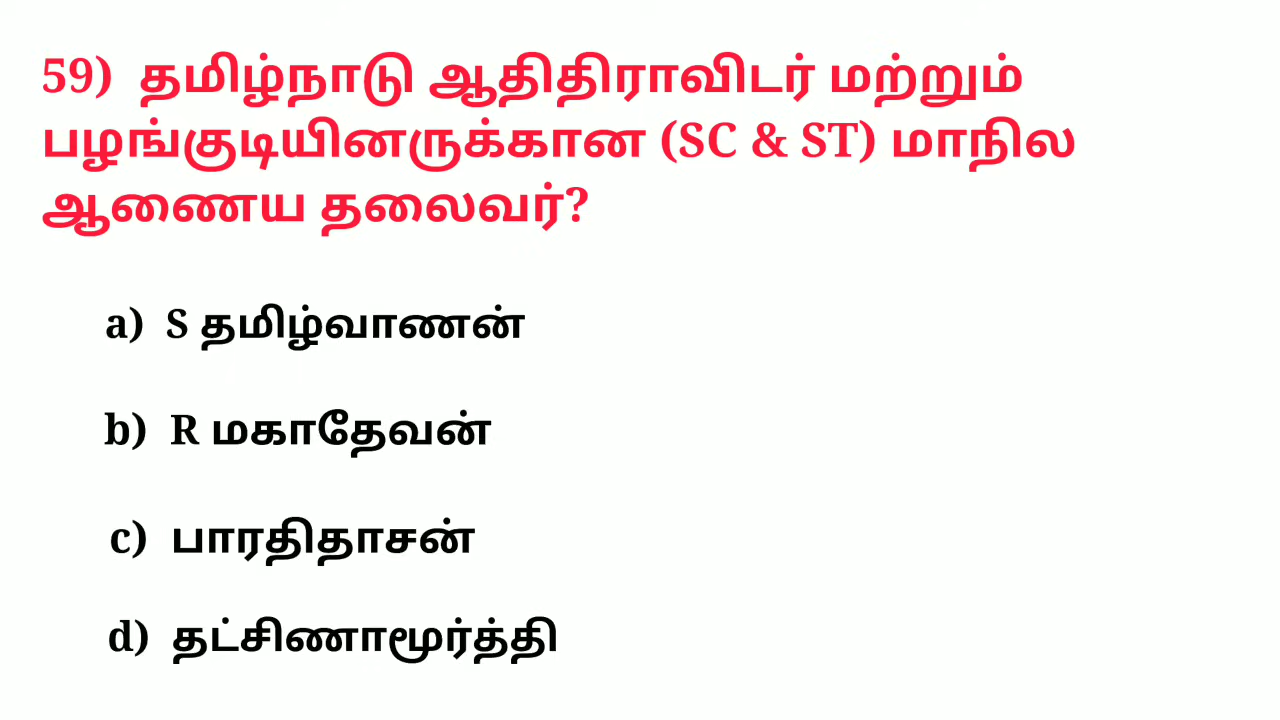 59) தமிழ்நாடு ஆதிதிராவிடர் மற்றும்
பழங்குடியினருக்கான (SC & ST) மாநில
ஆணைய தலைவர்?
a) S தமிழ்வாணன்
b) R மகாதேவன்
c) பாரதிதாசன்
d) தட்சிணாமூர்த்தி